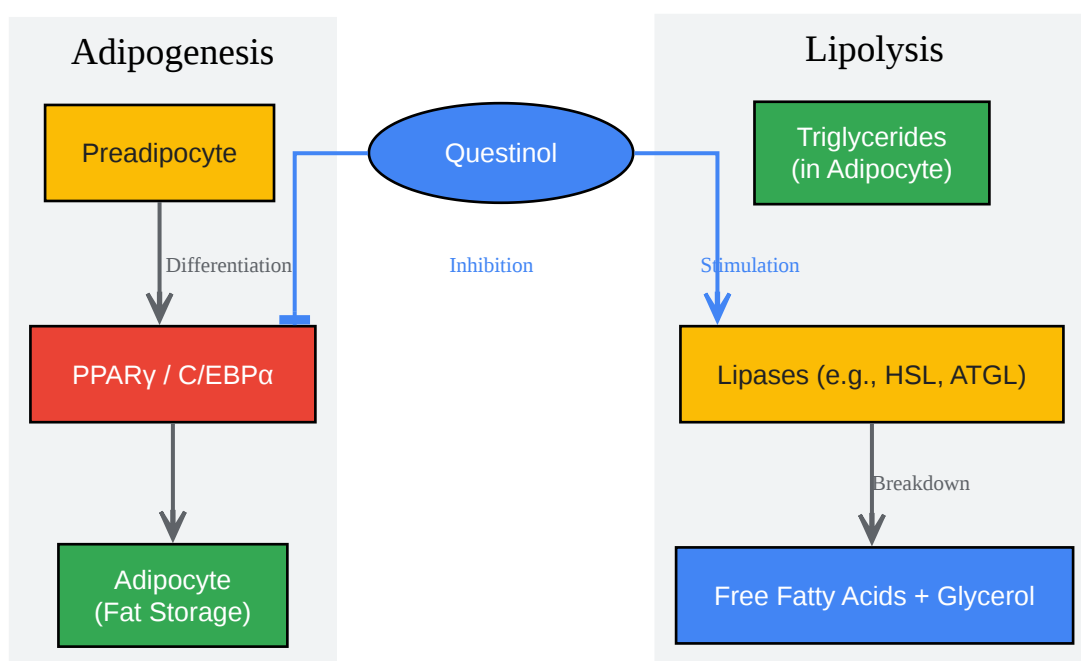 Adipogenesis
Lipolysis
Preadipocyte
Questinol
Triglycerides
(in Adipocyte)
Differentiation
Inhibition
Stimulation
PPARγ / C/EBPα
Lipases (e.g., HSL, ATGL)
Breakdown
Adipocyte
(Fat Storage)
Free Fatty Acids + Glycerol